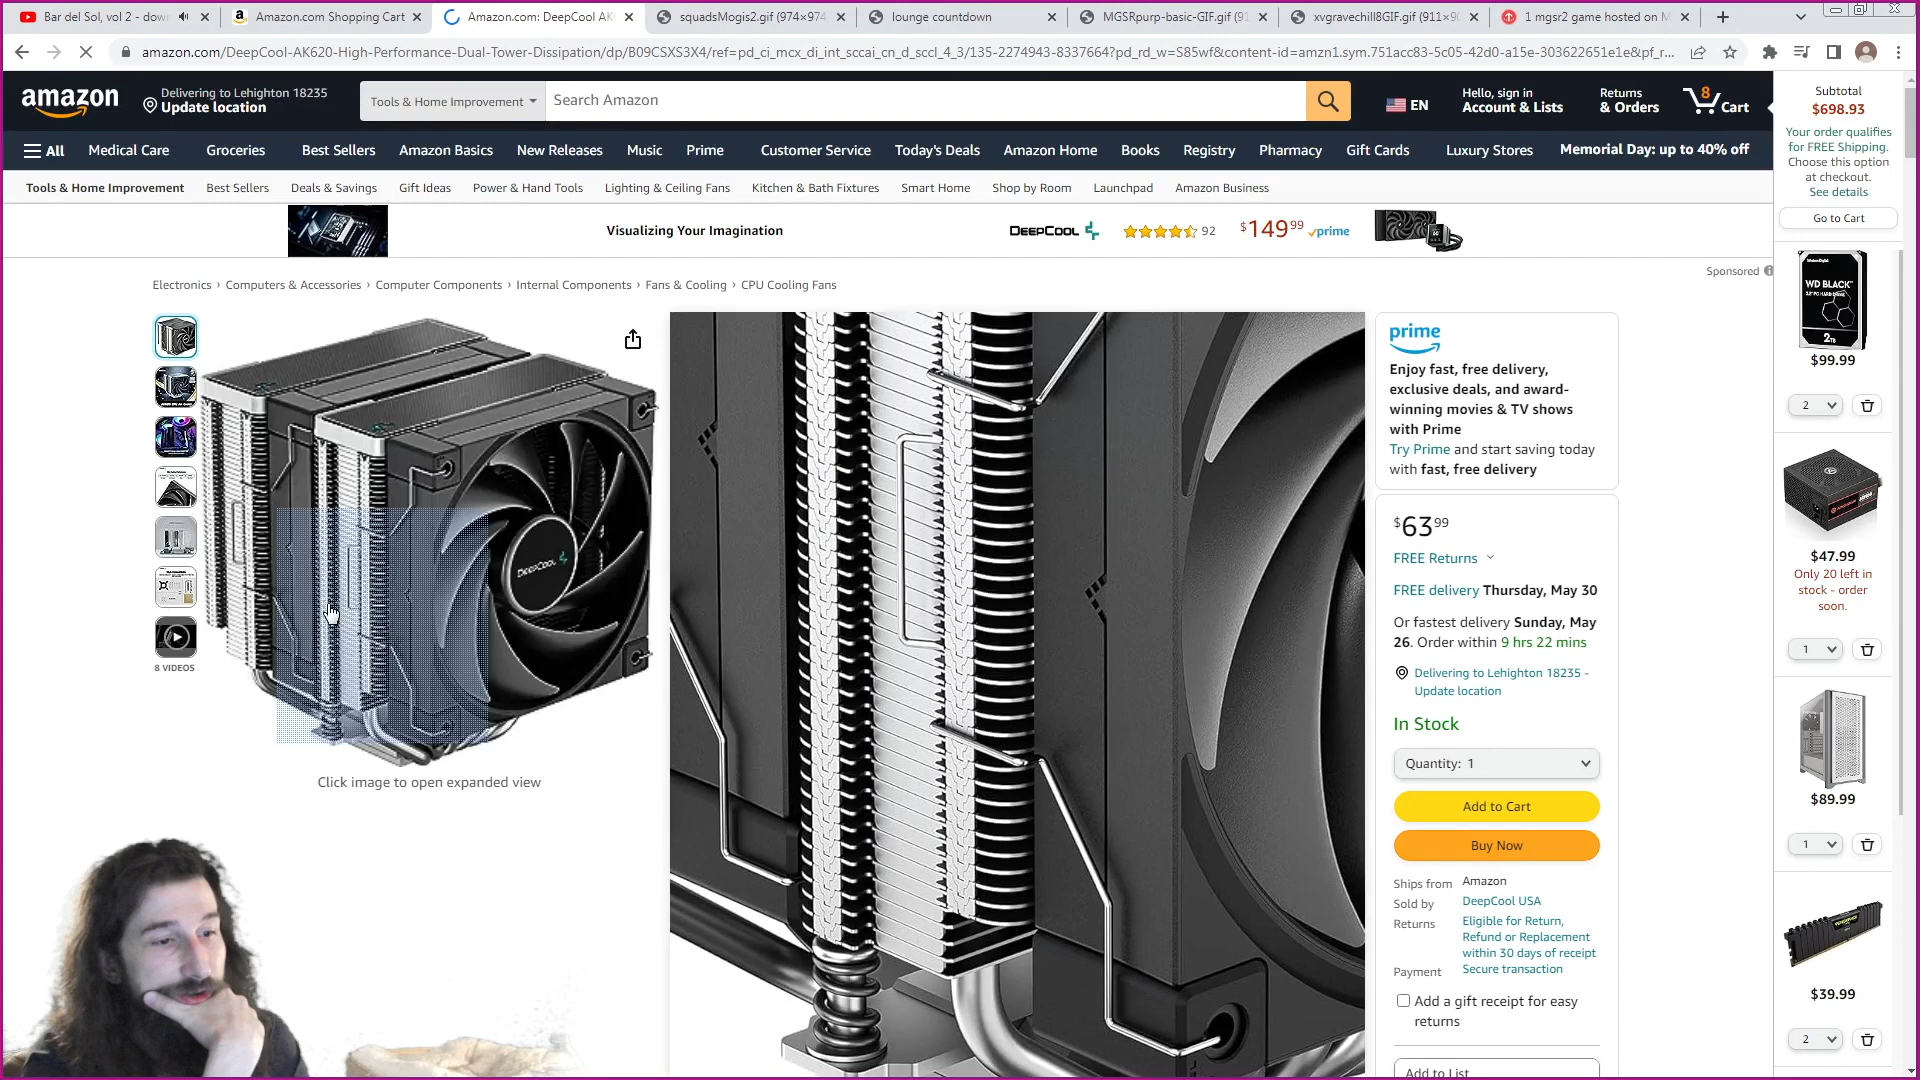 Bar del Sol, vol 2 - dow
Amazon.com Shopping Cart
Amazon.com: DeepCool AK
squadsMogis2.gif (974×974
lounge countdown
MGSRpurp-basic-GIF.gif (91
xvgravechill8GIF.gif (911×90
1 mgsr2 game hosted on M
amazon.com/DeepCool-AK620-High-Performance-Dual-Tower-Dissipation/dp/B09CSXS3X4/ref=pd_ci_mcx_di_int_sccai_cn_d_sccl_4_3/135-2274943-8337664?pd_rd_w=S85wf&content-id=amzn1.sym.751acc83-5c05-42d0-a15e-303622651e1e&pf_r...
amazon
Delivering to Lehighton 18235
Update location
Tools & Home Improvement
Search Amazon
EN
Hello, sign in
Account & Lists
Returns
& Orders
8
Cart
All
Medical Care
Groceries
Best Sellers
Amazon Basics
New Releases
Music
Prime
Customer Service
Today's Deals
Amazon Home
Books
Registry
Pharmacy
Gift Cards
Luxury Stores
Memorial Day: up to 40% off
Tools & Home Improvement
Best Sellers
Deals & Savings
Gift Ideas
Power & Hand Tools
Lighting & Ceiling Fans
Kitchen & Bath Fixtures
Smart Home
Shop by Room
Launchpad
Amazon Business
Visualizing Your Imagination
DEEPCOOL
92
$149.99
prime
Sponsored
Electronics › Computers & Accessories › Computer Components › Internal Components › Fans & Cooling › CPU Cooling Fans
DEEPCOOL
8 VIDEOS
Click image to open expanded view
prime
Enjoy fast, free delivery,
exclusive deals, and award-
winning movies & TV shows
with Prime
Try Prime and start saving today
with fast, free delivery
$63.99
FREE Returns
FREE delivery Thursday, May 30
Or fastest delivery Sunday, May
26. Order within 9 hrs 22 mins
Delivering to Lehighton 18235 -
Update location
In Stock
Quantity: 1
Add to Cart
Buy Now
Ships from Amazon
Sold by DeepCool USA
Returns Eligible for Return,
Refund or Replacement
within 30 days of receipt
Payment Secure transaction
Add a gift receipt for easy
returns
Add to List
Subtotal
$698.93
Your order qualifies
for FREE Shipping.
Choose this option
at checkout.
See details
Go to Cart
WD BLACK
2TB
$99.99
2
$47.99
Only 20 left in
stock - order
soon.
1
$89.99
1
$39.99
2